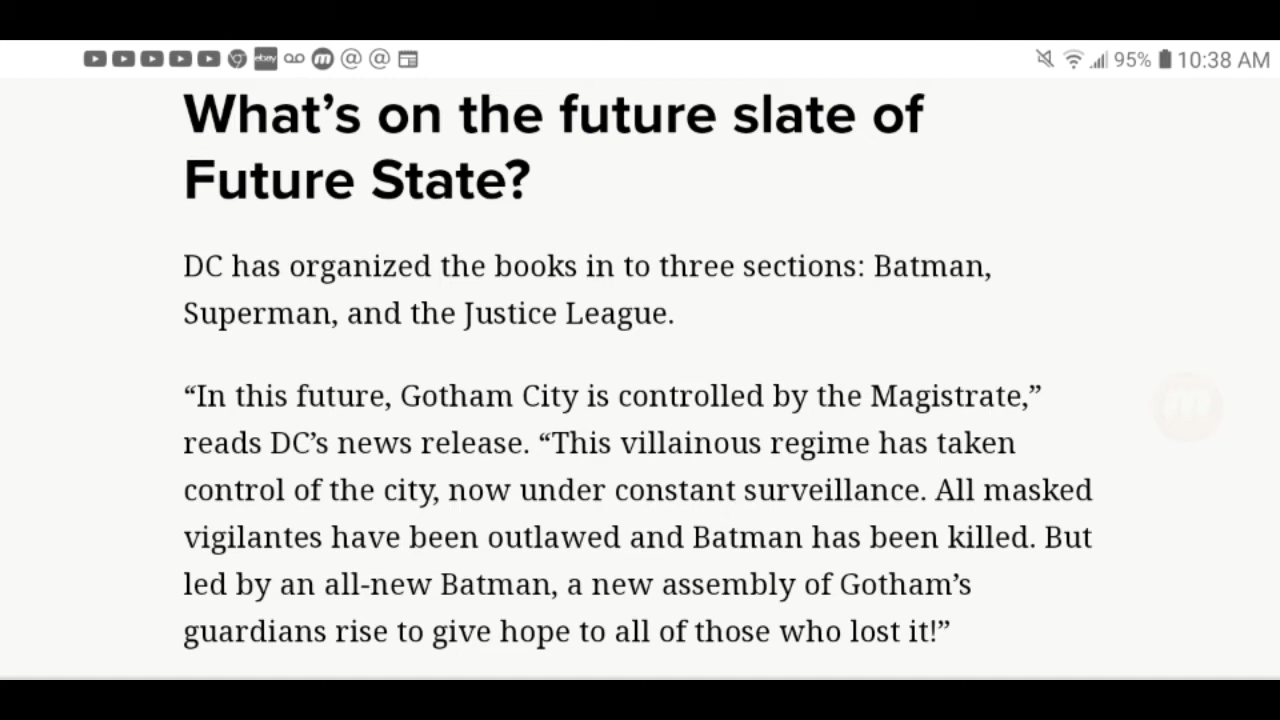 ebay m @ @ 95% 10:38 AM
What’s on the future slate of
Future State?
DC has organized the books in to three sections: Batman,
Superman, and the Justice League.
“In this future, Gotham City is controlled by the Magistrate,”
reads DC’s news release. “This villainous regime has taken
control of the city, now under constant surveillance. All masked
vigilantes have been outlawed and Batman has been killed. But
led by an all-new Batman, a new assembly of Gotham’s
guardians rise to give hope to all of those who lost it!”
m